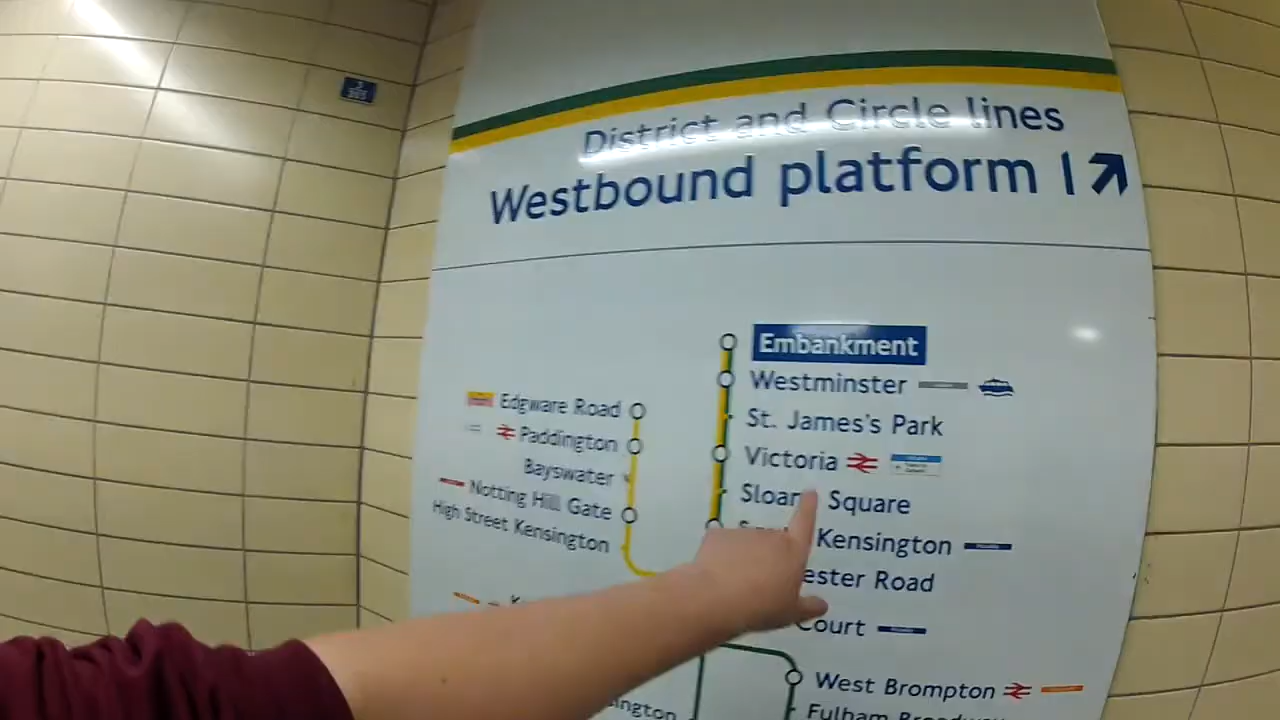 District and Circle lines
Westbound platform 1
Embankment
Westminster
St. James's Park
Victoria
Square
Kensington
Road
Court
West Brompton
Fulham
Edgware Road
Paddington
Bayswater
Notting Hill Gate
High Street Kensington